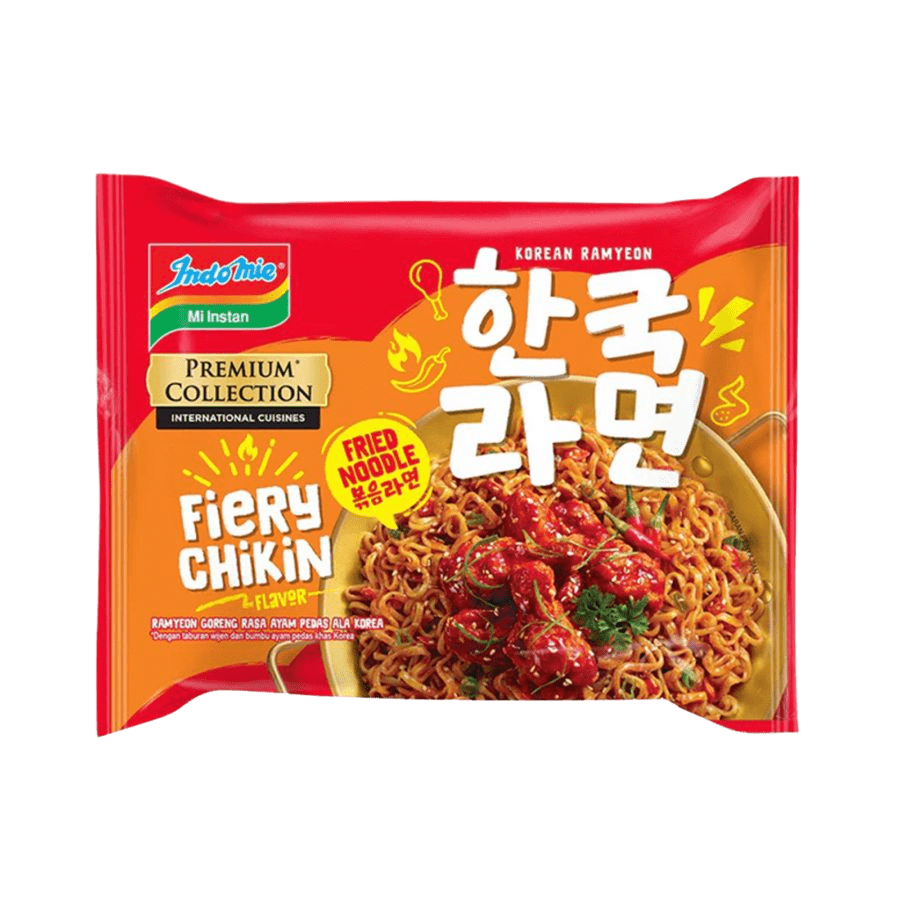 IndoMie®
Mi Instan
PREMIUM*
COLLECTION
INTERNATIONAL CUISINES
KOREAN RAMYEON
한국
라면
FRIED
NOODLE
볶음라면
FiERY
CHiKiN
FLAVOR
RAMYEON GORENG RASA AYAM PEDAS ALA KOREA
*Dengan taburan wijen dan bumbu ayam pedas khas Korea
SARAN PENYAJIAN